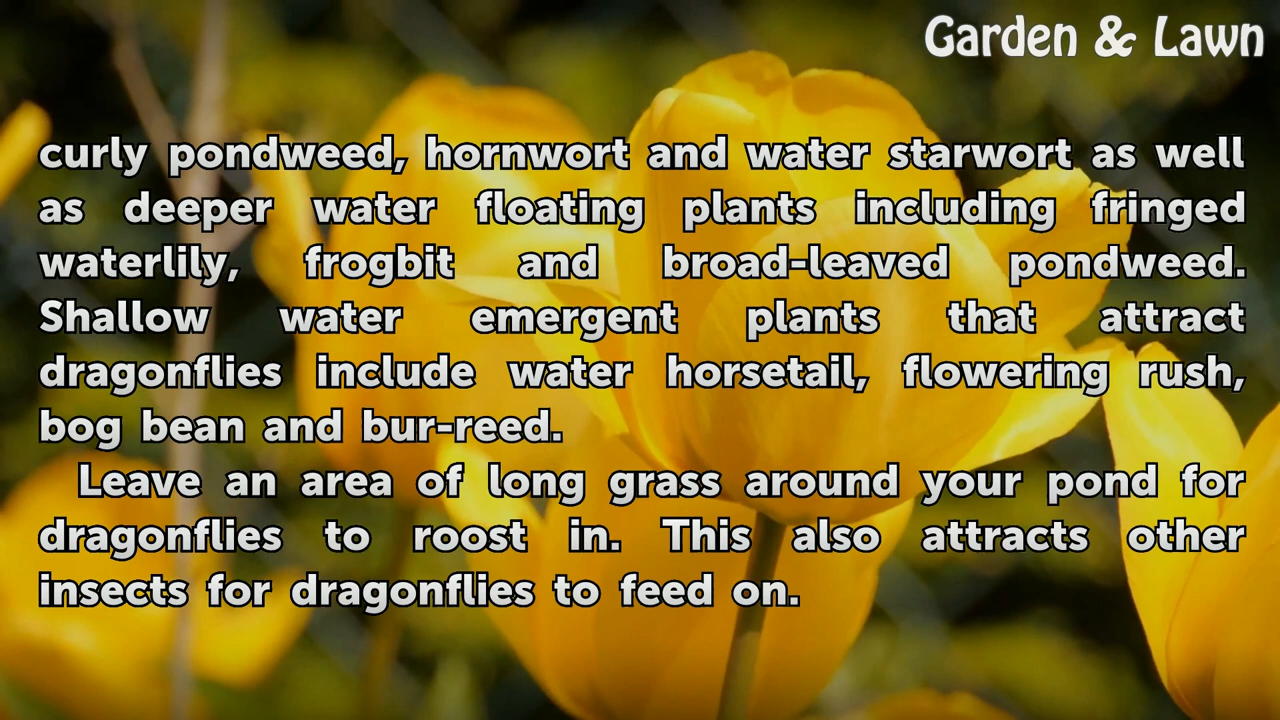 Garden & Lawn
curly pondweed, hornwort and water starwort as well
as deeper water floating plants including fringed
waterlily, frogbit and broad-leaved pondweed.
Shallow water emergent plants that attract
dragonflies include water horsetail, flowering rush,
bog bean and bur-reed.
Leave an area of long grass around your pond for
dragonflies to roost in. This also attracts other
insects for dragonflies to feed on.